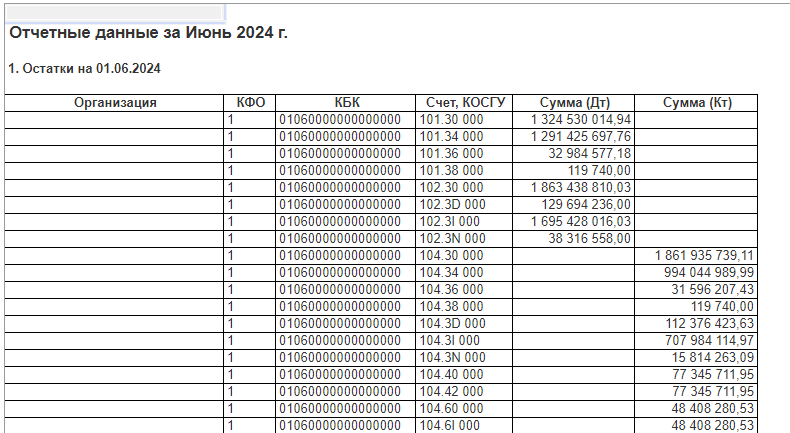 Отчетные данные за Июнь 2024 г.
1. Остатки на 01.06.2024
Организация КФО КБК Счет, КОСГУ Сумма (Дт) Сумма (Кт)
1 01060000000000000 101.30 000 1 324 530 014,94
1 01060000000000000 101.34 000 1 291 425 697,76
1 01060000000000000 101.36 000 32 984 577,18
1 01060000000000000 101.38 000 119 740,00
1 01060000000000000 102.30 000 1 863 438 810,03
1 01060000000000000 102.3D 000 129 694 236,00
1 01060000000000000 102.3I 000 1 695 428 016,03
1 01060000000000000 102.3N 000 38 316 558,00
1 01060000000000000 104.30 000 1 861 935 739,11
1 01060000000000000 104.34 000 994 044 989,99
1 01060000000000000 104.36 000 31 596 207,43
1 01060000000000000 104.38 000 119 740,00
1 01060000000000000 104.3D 000 112 376 423,63
1 01060000000000000 104.3I 000 707 984 114,97
1 01060000000000000 104.3N 000 15 814 263,09
1 01060000000000000 104.40 000 77 345 711,95
1 01060000000000000 104.42 000 77 345 711,95
1 01060000000000000 104.60 000 48 408 280,53
1 01060000000000000 104.6I 000 48 408 280,53